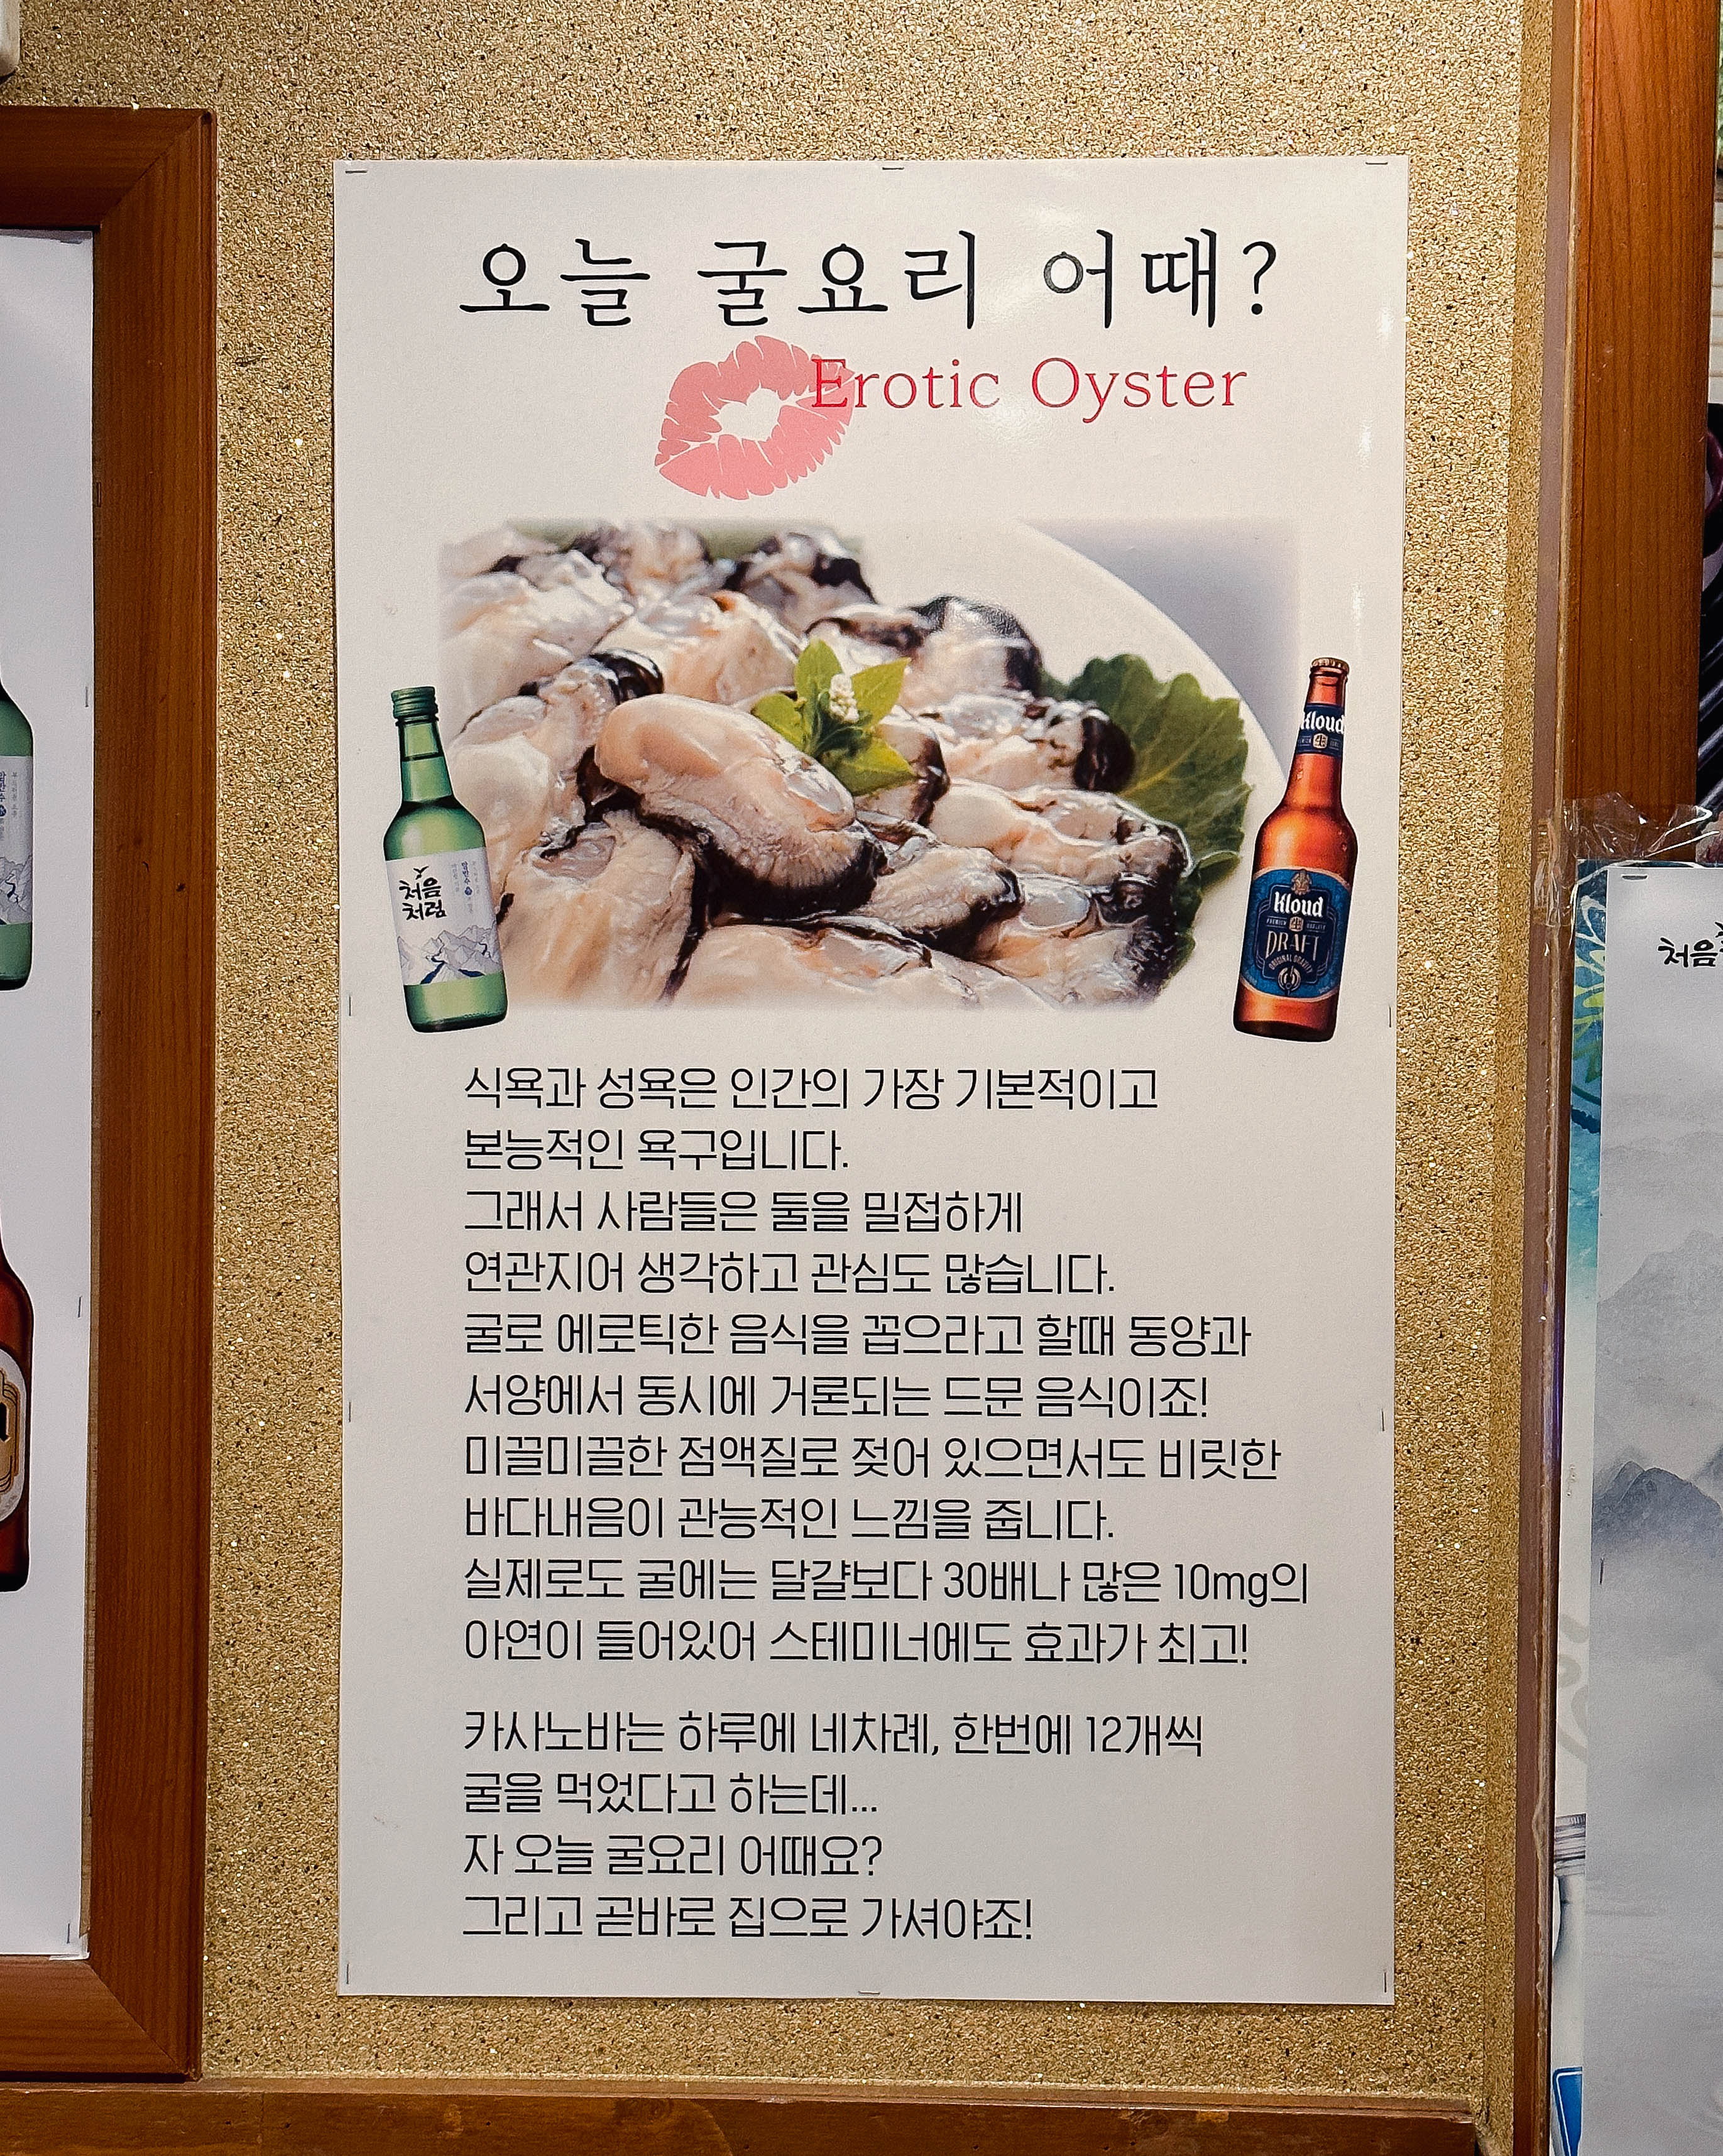 오늘 굴요리 어때?
Erotic Oyster
처음
처럼
Kloud
Kloud
DRAFT
ORIGINAL GRAVITY
식욕과 성욕은 인간의 가장 기본적이고
본능적인 욕구입니다.
그래서 사람들은 둘을 밀접하게
연관지어 생각하고 관심도 많습니다.
굴로 에로틱한 음식을 꼽으라고 할때 동양과
서양에서 동시에 거론되는 드문 음식이죠!
미끌미끌한 점액질로 젖어 있으면서도 비릿한
바다내음이 관능적인 느낌을 줍니다.
실제로도 굴에는 달걀보다 30배나 많은 10mg의
아연이 들어있어 스테미너에도 효과가 최고!
카사노바는 하루에 네차례, 한번에 12개씩
굴을 먹었다고 하는데...
자 오늘 굴요리 어때요?
그리고 곧바로 집으로 가셔야죠!
처음